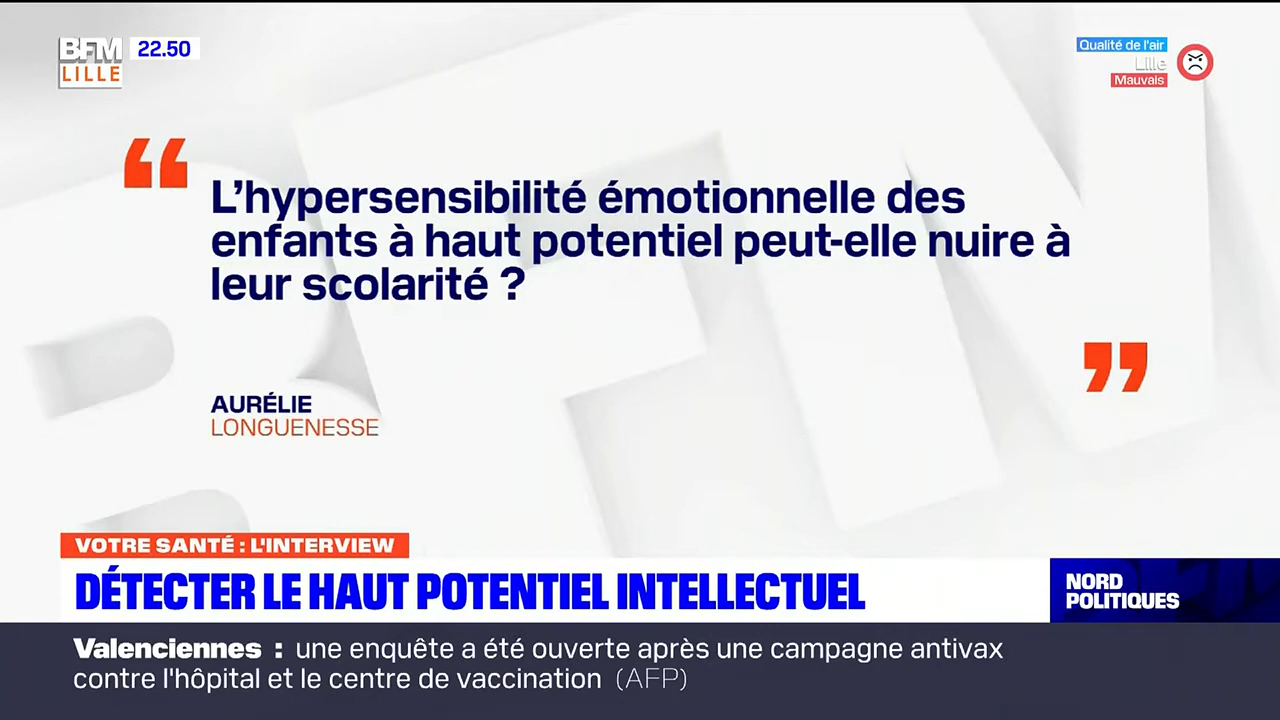 BFM
LILLE
22.50
Qualité de l'air
Lille
Mauvais
“
L’hypersensibilité émotionnelle des
enfants à haut potentiel peut-elle nuire à
leur scolarité ?
”
AURÉLIE
LONGUENESSE
VOTRE SANTÉ : L'INTERVIEW
DÉTECTER LE HAUT POTENTIEL INTELLECTUEL
NORD
POLITIQUES
Valenciennes : une enquête a été ouverte après une campagne antivax
contre l'hôpital et le centre de vaccination (AFP)